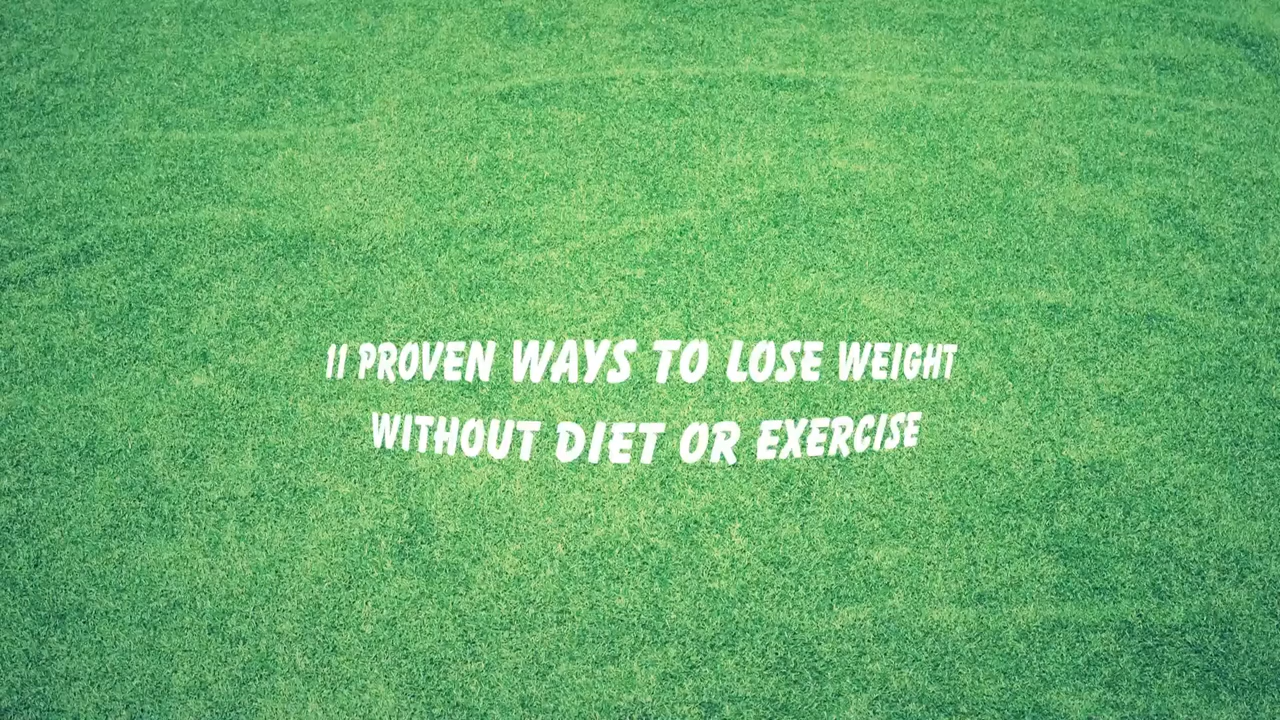 11 PROVEN WAYS TO LOSE WEIGHT
WITHOUT DIET OR EXERCISE